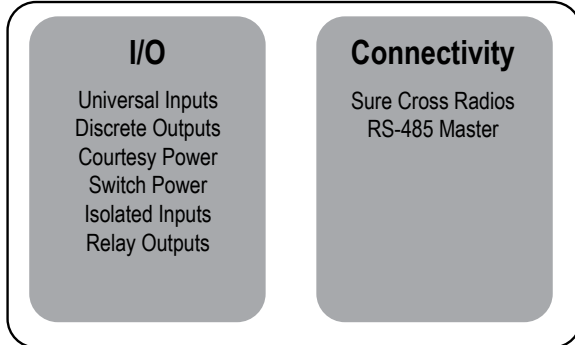 I/O
Universal Inputs
Discrete Outputs
Courtesy Power
Switch Power
Isolated Inputs
Relay Outputs
Connectivity
Sure Cross Radios
RS-485 Master